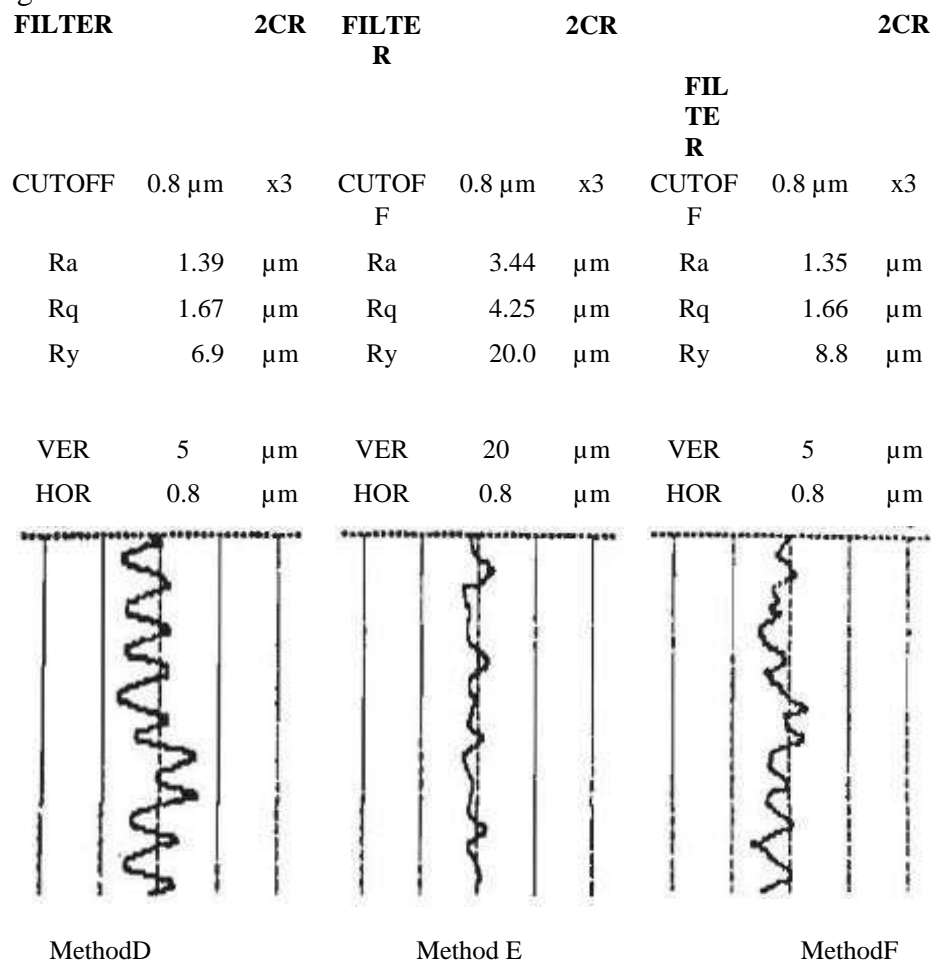 FILTER 2CR FILTE 2CR 2CR
R
FIL
TE
R
CUTOFF 0.8 µm x3 CUTOF 0.8 µm x3 CUTOF 0.8 µm x3
F F
Ra 1.39 µm Ra 3.44 µm Ra 1.35 µm
Rq 1.67 µm Rq 4.25 µm Rq 1.66 µm
Ry 6.9 µm Ry 20.0 µm Ry 8.8 µm
VER 5 µm VER 20 µm VER 5 µm
HOR 0.8 µm HOR 0.8 µm HOR 0.8 µm
MethodD Method E MethodF